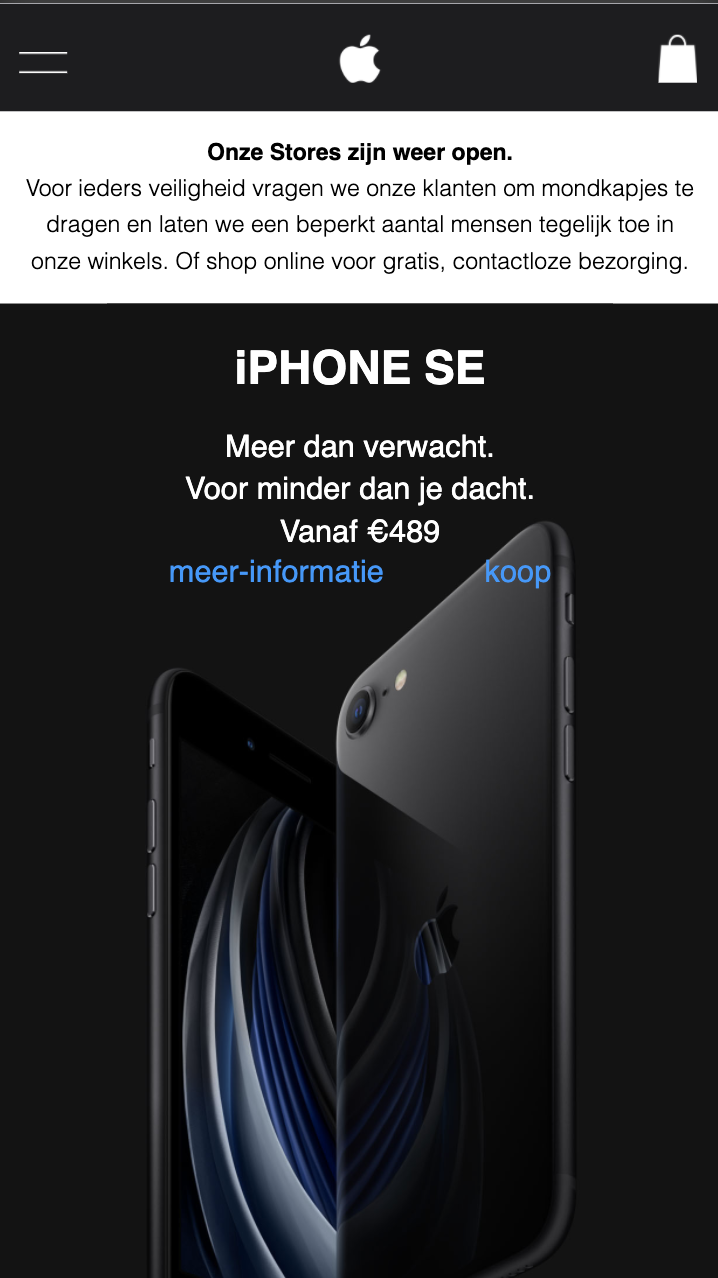 Onze Stores zijn weer open.
Voor ieders veiligheid vragen we onze klanten om mondkapjes te
dragen en laten we een beperkt aantal mensen tegelijk toe in
onze winkels. Of shop online voor gratis, contactloze bezorging.
iPHONE SE
Meer dan verwacht.
Voor minder dan je dacht.
Vanaf €489
meer-informatie koop